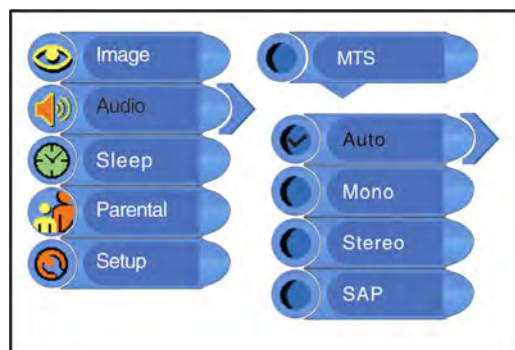 Image
Audio
Sleep
Parental
Setup
MTS
Auto
Mono
Stereo
SAP